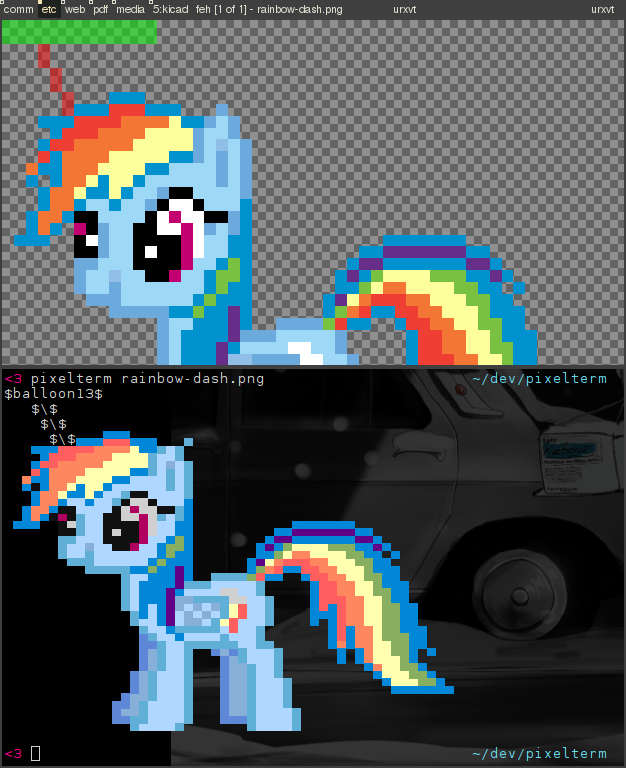 comm etc web pdf media 5:kicad feh [1 of 1] - rainbow-dash.png urxvt urxvt
<3 pixelterm rainbow-dash.png ~/dev/pixelterm
$balloon13$
$\$
$\$
$\$
<3 ~/dev/pixelterm